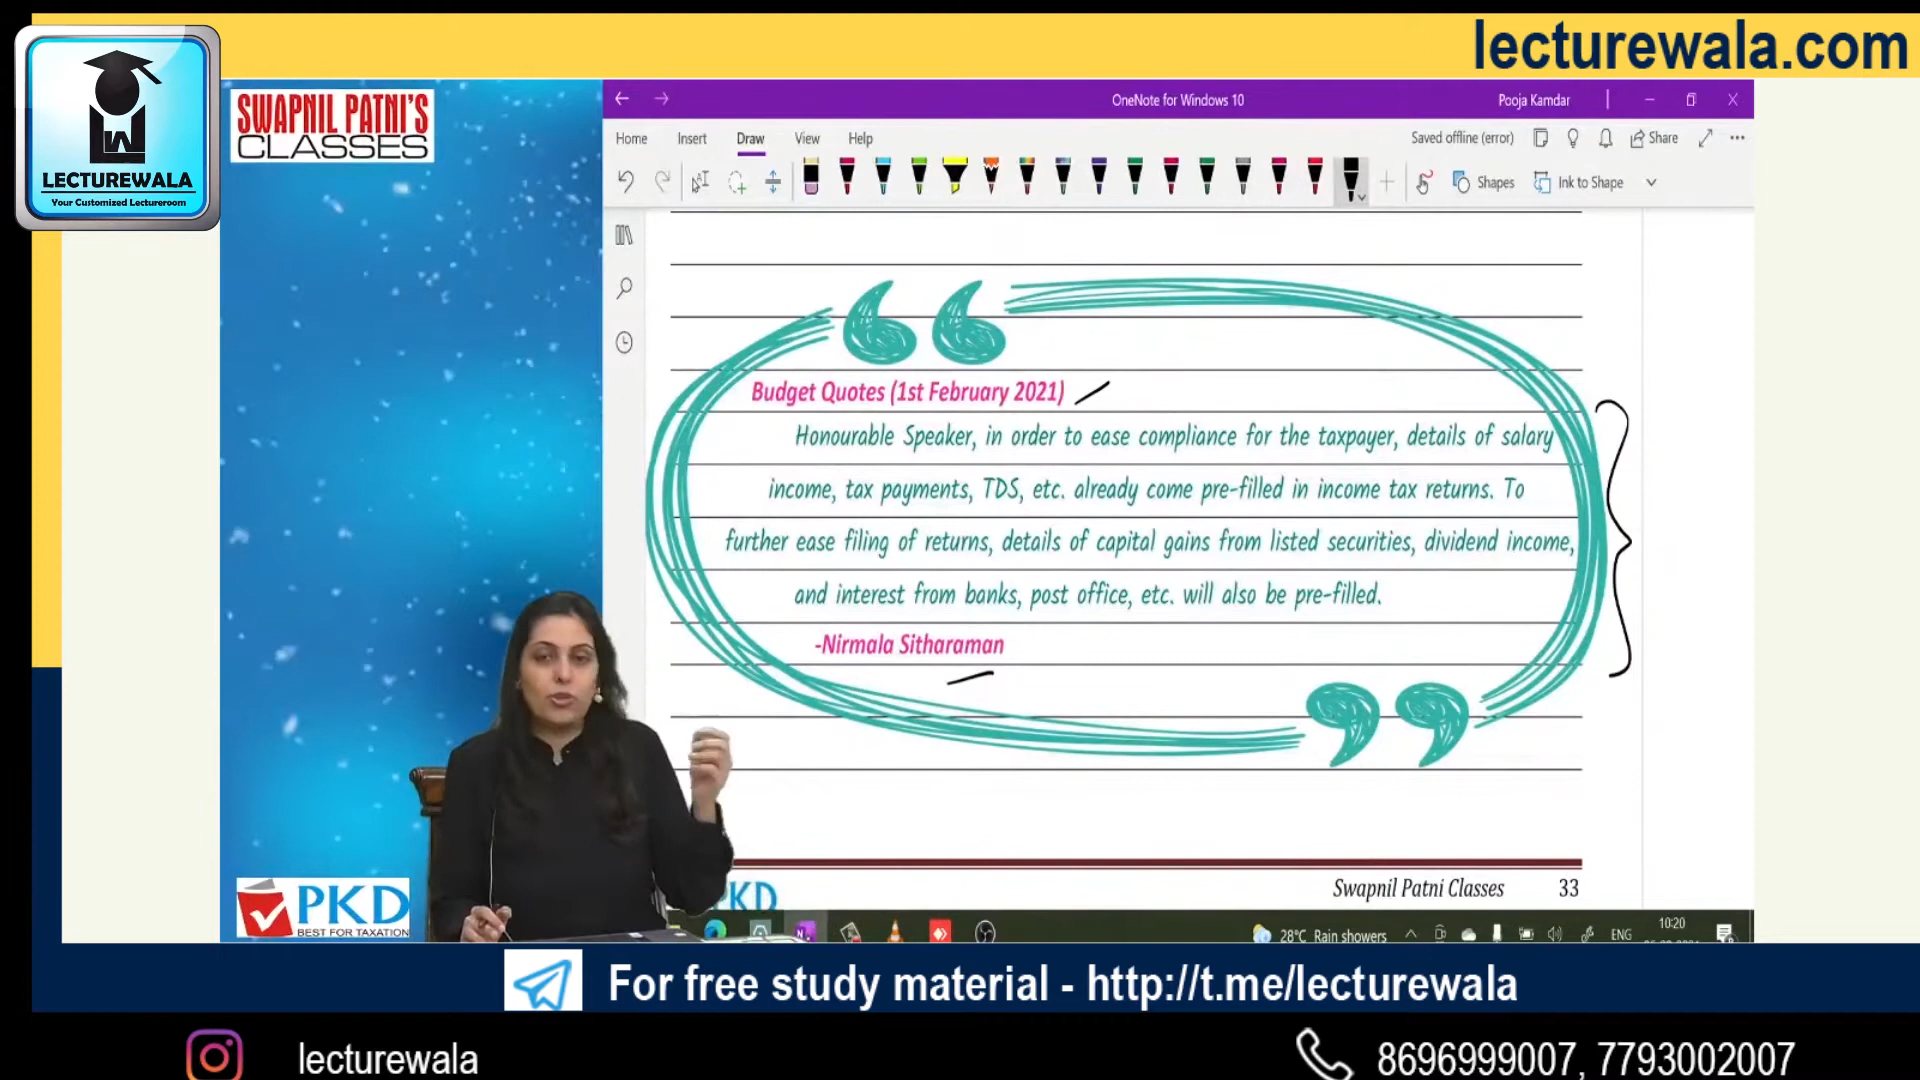 lecturewala.com
LECTUREWALA
Your Customized Lectureroom
SWAPNIL PATNI'S
CLASSES
OneNote for Windows 10
Pooja Kamdar
Home Insert Draw View Help
Saved offline (error)
Share
Shapes
Ink to Shape
Budget Quotes (1st February 2021)
Honourable Speaker, in order to ease compliance for the taxpayer, details of salary
income, tax payments, TDS, etc. already come pre-filled in income tax returns. To
further ease filing of returns, details of capital gains from listed securities, dividend income,
and interest from banks, post office, etc. will also be pre-filled.
-Nirmala Sitharaman
Swapnil Patni Classes 33
PKD
BEST FOR TAXATION
KD
28°C Rain showers
ENG
10:20
For free study material - http://t.me/lecturewala
lecturewala
8696999007, 7793002007